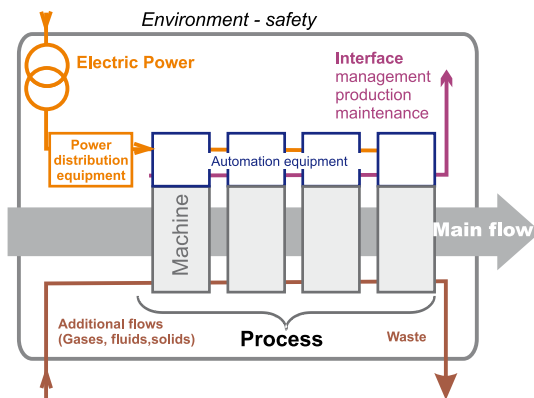 Environment - safety
Electric Power
Interface
management
production
maintenance
Power
distribution
equipment
Automation equipment
Machine
Main flow
Additional flows
(Gases, fluids,solids)
Process
Waste